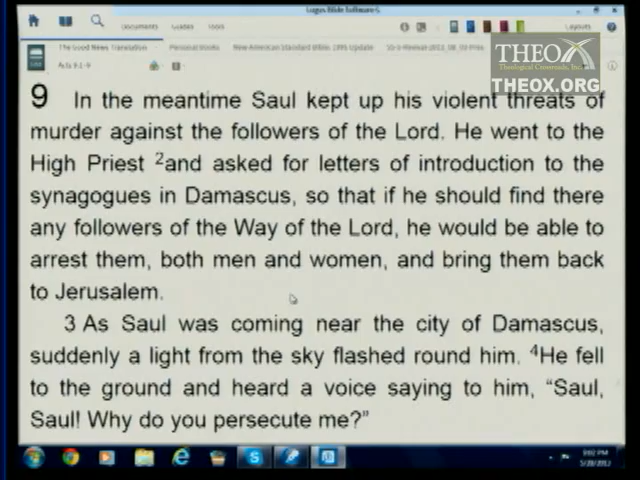 Logos Bible Software 5
Documents Guides Tools
Layouts
The Good News Translation Personal Books New American Standard Bible: 1995 Update
Acts 9:1-9
THEOX
THEOX.ORG
9 In the meantime Saul kept up his violent threats of
murder against the followers of the Lord. He went to the
High Priest 2and asked for letters of introduction to the
synagogues in Damascus, so that if he should find there
any followers of the Way of the Lord, he would be able to
arrest them, both men and women, and bring them back
to Jerusalem.
3 As Saul was coming near the city of Damascus,
suddenly a light from the sky flashed round him. 4He fell
to the ground and heard a voice saying to him, “Saul,
Saul! Why do you persecute me?”
9:02 PM